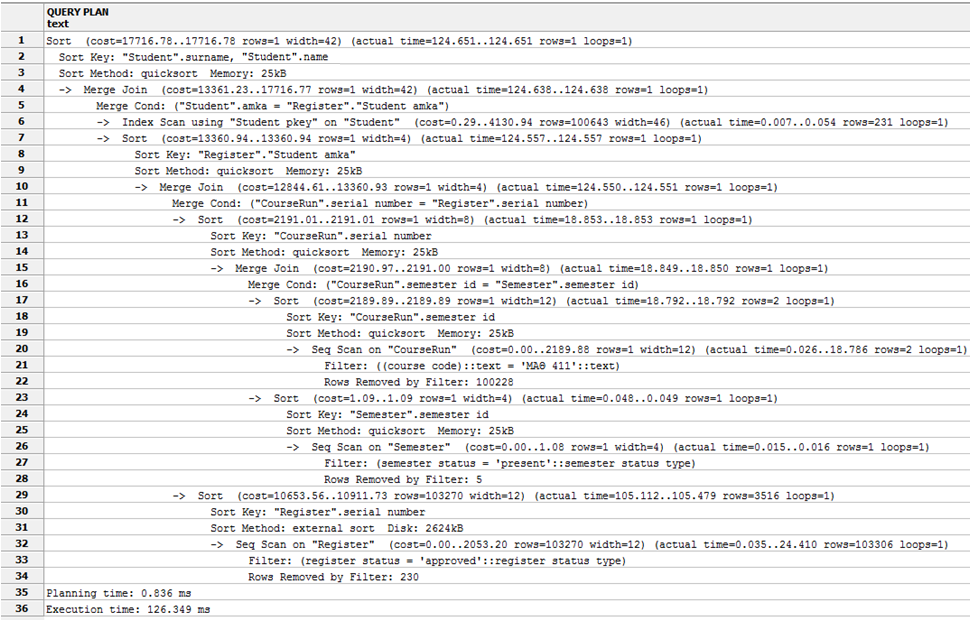 QUERY PLAN
text
1 Sort (cost=17716.78..17716.78 rows=1 width=42) (actual time=124.651..124.651 rows=1 loops=1)
2 Sort Key: "Student".surname, "Student".name
3 Sort Method: quicksort Memory: 25kB
4 -> Merge Join (cost=13361.23..17716.77 rows=1 width=42) (actual time=124.638..124.638 rows=1 loops=1)
5 Merge Cond: ("Student".amka = "Register"."Student amka")
6 -> Index Scan using "Student pkey" on "Student" (cost=0.29..4130.94 rows=100643 width=46) (actual time=0.007..0.054 rows=231 loops=1)
7 -> Sort (cost=13360.94..13360.94 rows=1 width=4) (actual time=124.557..124.557 rows=1 loops=1)
8 Sort Key: "Register"."Student amka"
9 Sort Method: quicksort Memory: 25kB
10 -> Merge Join (cost=12844.61..13360.93 rows=1 width=4) (actual time=124.550..124.551 rows=1 loops=1)
11 Merge Cond: ("CourseRun".serial number = "Register".serial number)
12 -> Sort (cost=2191.01..2191.01 rows=1 width=8) (actual time=18.853..18.853 rows=1 loops=1)
13 Sort Key: "CourseRun".serial number
14 Sort Method: quicksort Memory: 25kB
15 -> Merge Join (cost=2190.97..2191.00 rows=1 width=8) (actual time=18.849..18.850 rows=1 loops=1)
16 Merge Cond: ("CourseRun".semester id = "Semester".semester id)
17 -> Sort (cost=2189.89..2189.89 rows=1 width=12) (actual time=18.792..18.792 rows=2 loops=1)
18 Sort Key: "CourseRun".semester id
19 Sort Method: quicksort Memory: 25kB
20 -> Seq Scan on "CourseRun" (cost=0.00..2189.88 rows=1 width=12) (actual time=0.026..18.786 rows=2 loops=1)
21 Filter: ((course code)::text = 'ΜΑΘ 411'::text)
22 Rows Removed by Filter: 100228
23 -> Sort (cost=1.09..1.09 rows=1 width=4) (actual time=0.048..0.049 rows=1 loops=1)
24 Sort Key: "Semester".semester id
25 Sort Method: quicksort Memory: 25kB
26 -> Seq Scan on "Semester" (cost=0.00..1.08 rows=1 width=4) (actual time=0.015..0.016 rows=1 loops=1)
27 Filter: (semester status = 'present'::semester status type)
28 Rows Removed by Filter: 5
29 -> Sort (cost=10653.56..10911.73 rows=103270 width=12) (actual time=105.112..105.479 rows=3516 loops=1)
30 Sort Key: "Register".serial number
31 Sort Method: external sort Disk: 2624kB
32 -> Seq Scan on "Register" (cost=0.00..2053.20 rows=103270 width=12) (actual time=0.035..24.410 rows=103306 loops=1)
33 Filter: (register status = 'approved'::register status type)
34 Rows Removed by Filter: 230
35 Planning time: 0.836 ms
36 Execution time: 126.349 ms